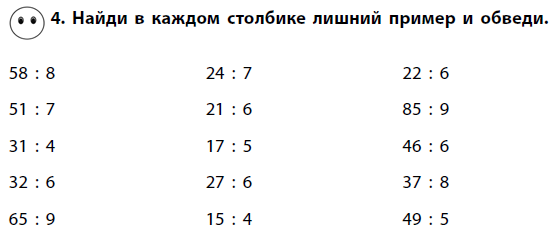 4. Найди в каждом столбике лишний пример и обведи.
58 : 8 24 : 7 22 : 6
51 : 7 21 : 6 85 : 9
31 : 4 17 : 5 46 : 6
32 : 6 27 : 6 37 : 8
65 : 9 15 : 4 49 : 5